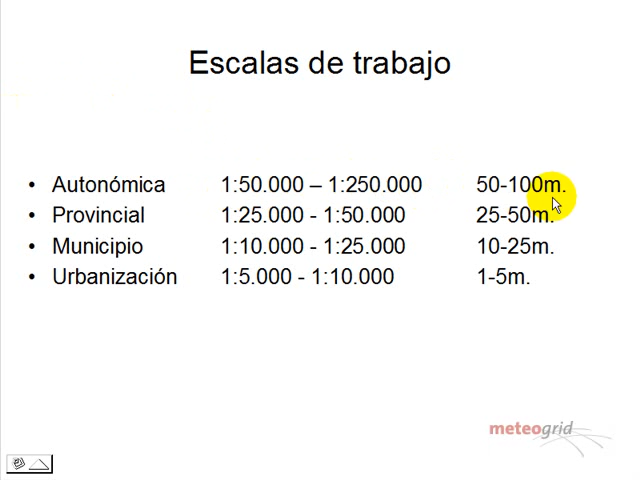 Escalas de trabajo
• Autonómica 1:50.000 – 1:250.000 50-100m.
• Provincial 1:25.000 - 1:50.000 25-50m.
• Municipio 1:10.000 - 1:25.000 10-25m.
• Urbanización 1:5.000 - 1:10.000 1-5m.
meteogrid